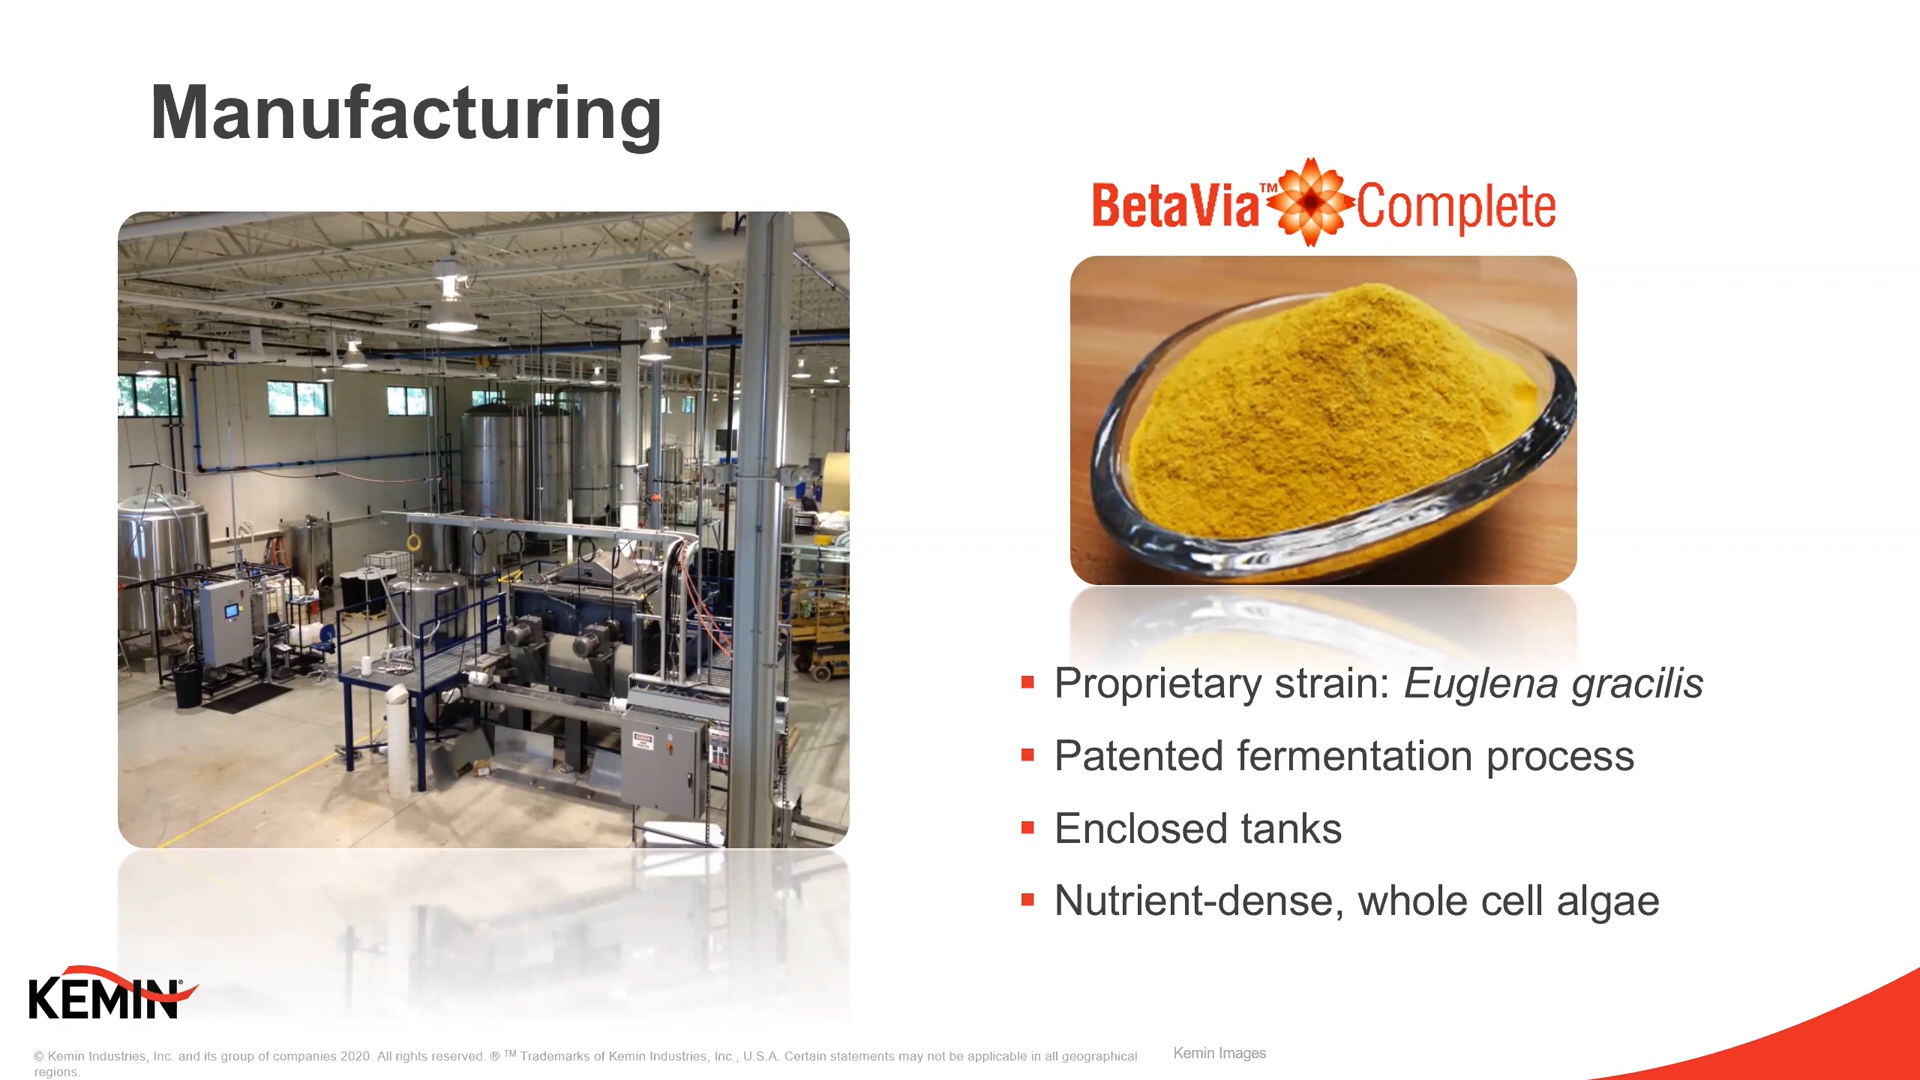 Manufacturing
BetaVia™ Complete
▪ Proprietary strain: Euglena gracilis
▪ Patented fermentation process
▪ Enclosed tanks
▪ Nutrient-dense, whole cell algae
KEMIN®
© Kemin Industries, Inc. and its group of companies 2020. All rights reserved. ® ™ Trademarks of Kemin Industries, Inc., U.S.A. Certain statements may not be applicable in all geographical
regions.
Kemin Images